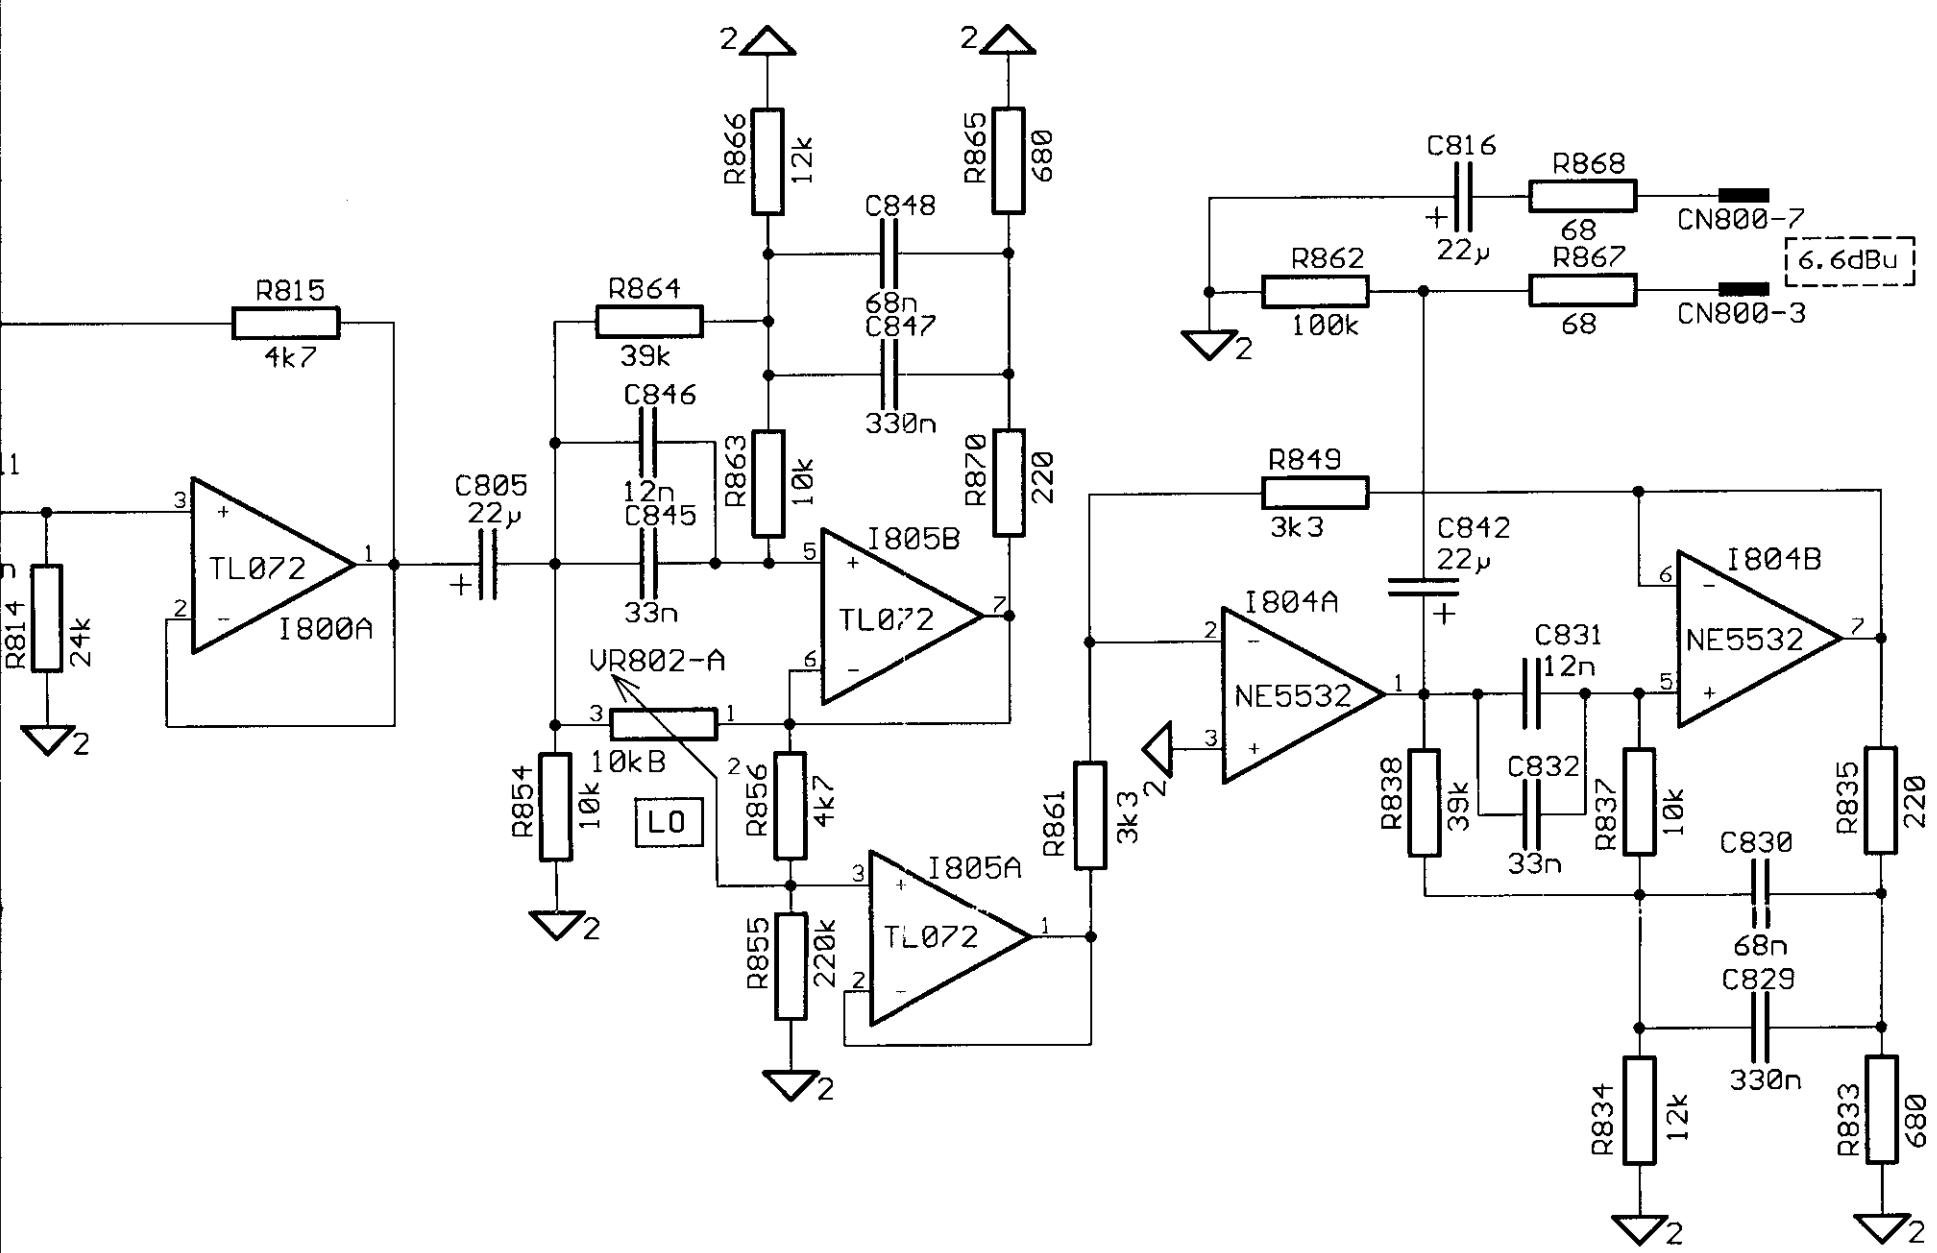 2
2
R866
12k
R865
680
C816
R868
+
22µ
68
CN800-7
C848
68n
R862
100k
R867
68
6.6dBu
CN800-3
2
R815
4k7
R864
39k
C847
330n
C846
12n
R863
10k
R870
220
R849
3k3
C805
22µ
+
C845
33n
I805B
5
+
TL072
7
6
-
C842
22µ
+
3
+
TL072
1
2
-
I800A
R814
24k
2
VR802-A
3
1
10kB
2
LO
R854
10k
2
R856
4k7
I804A
2
-
NE5532
1
3
+
2
C831
12n
I804B
6
-
NE5532
7
5
+
C832
33n
R861
3k3
R838
39k
R837
10k
R835
220
I805A
3
+
TL072
1
2
-
R855
220k
2
C830
68n
C829
330n
R834
12k
R833
680
2
2